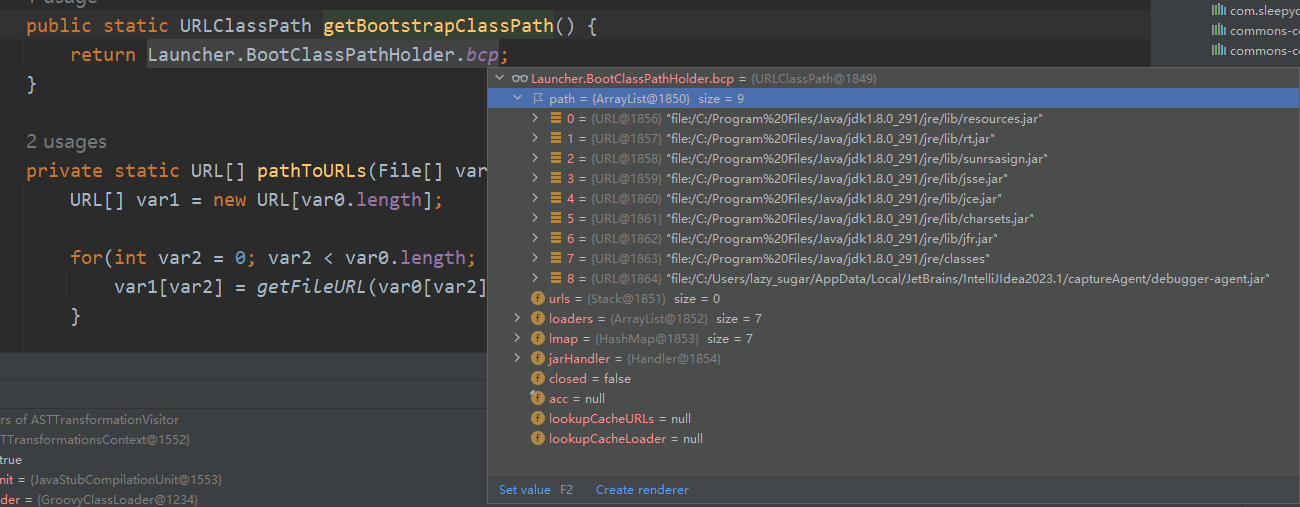 usage
public static URLClassPath getBootstrapClassPath() {
return Launcher.BootClassPathHolder.bcp;
}
2 usages
private static URL[] pathToURLs(File[] var
URL[] var1 = new URL[var0.length];
for(int var2 = 0; var2 < var0.length;
var1[var2] = getFileURL(var0[var2]
}
com.sleepyc
commons-co
commons-co
Launcher.BootClassPathHolder.bcp = {URLClassPath@1849}
path = {ArrayList@1850} size = 9
0 = {URL@1856} "file:/C:/Program%20Files/Java/jdk1.8.0_291/jre/lib/resources.jar"
1 = {URL@1857} "file:/C:/Program%20Files/Java/jdk1.8.0_291/jre/lib/rt.jar"
2 = {URL@1858} "file:/C:/Program%20Files/Java/jdk1.8.0_291/jre/lib/sunrsasign.jar"
3 = {URL@1859} "file:/C:/Program%20Files/Java/jdk1.8.0_291/jre/lib/jsse.jar"
4 = {URL@1860} "file:/C:/Program%20Files/Java/jdk1.8.0_291/jre/lib/jce.jar"
5 = {URL@1861} "file:/C:/Program%20Files/Java/jdk1.8.0_291/jre/lib/charsets.jar"
6 = {URL@1862} "file:/C:/Program%20Files/Java/jdk1.8.0_291/jre/lib/jfr.jar"
7 = {URL@1863} "file:/C:/Program%20Files/Java/jdk1.8.0_291/jre/classes"
8 = {URL@1864} "file:/C:/Users/lazy_sugar/AppData/Local/JetBrains/IntelliJIdea2023.1/captureAgent/debugger-agent.jar"
urls = {Stack@1851} size = 0
loaders = {ArrayList@1852} size = 7
lmap = {HashMap@1853} size = 7
jarHandler = {Handler@1854}
closed = false
acc = null
lookupCacheURLs = null
lookupCacheLoader = null
Set value F2 Create renderer
rs of ASTTransformationVisitor
TTransformationsContext@1552}
true
nit = {JavaStubCompilationUnit@1553}
der = {GroovyClassLoader@1234}